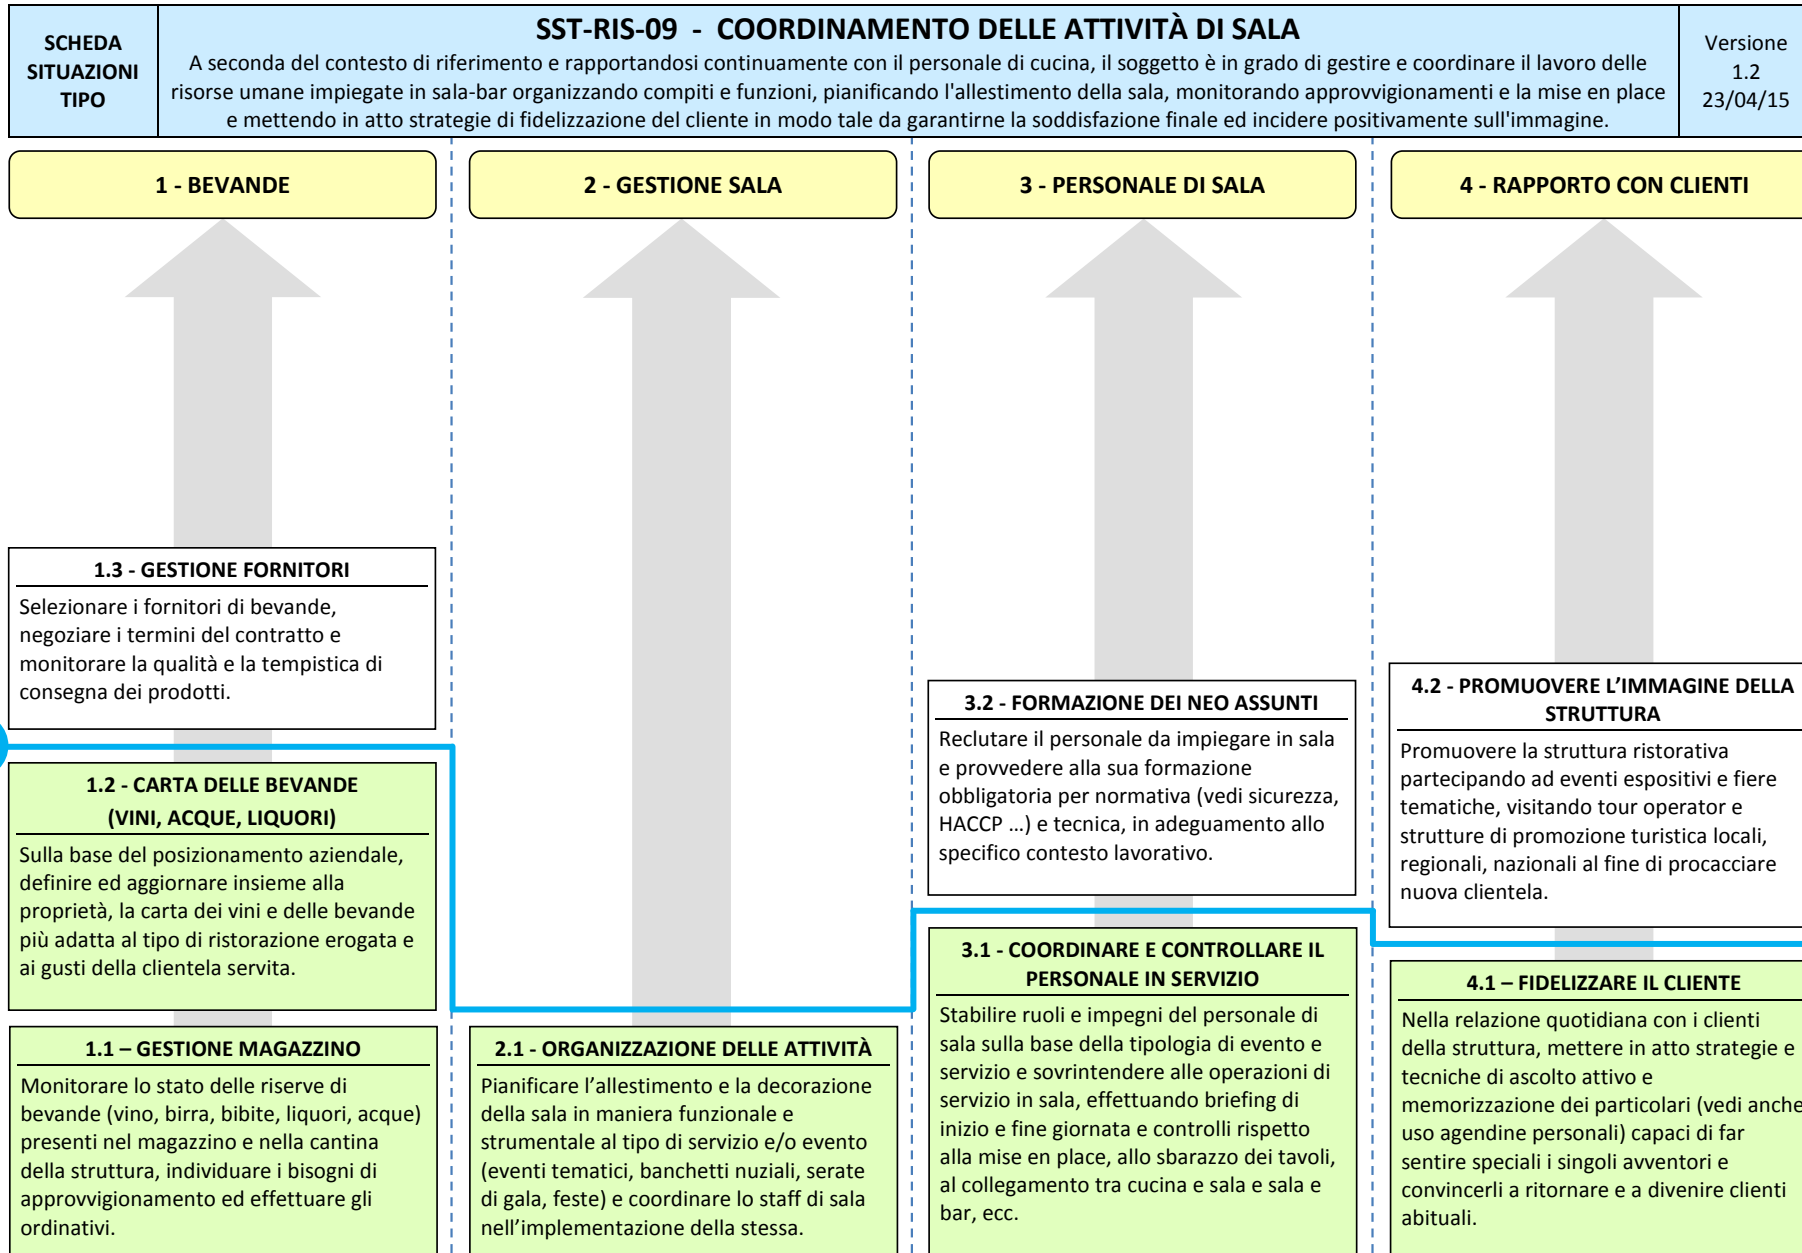 SCHEDA
SITUAZIONI
TIPO
SST-RIS-09 - COORDINAMENTO DELLE ATTIVITÀ DI SALA
A seconda del contesto di riferimento e rapportandosi continuamente con il personale di cucina, il soggetto è in grado di gestire e coordinare il lavoro delle
risorse umane impiegate in sala-bar organizzando compiti e funzioni, pianificando l'allestimento della sala, monitorando approvvigionamenti e la mise en place
e mettendo in atto strategie di fidelizzazione del cliente in modo tale da garantirne la soddisfazione finale ed incidere positivamente sull'immagine.
Versione
1.2
23/04/15
1 - BEVANDE
2 - GESTIONE SALA
3 - PERSONALE DI SALA
4 - RAPPORTO CON CLIENTI
1.3 - GESTIONE FORNITORI
Selezionare i fornitori di bevande,
negoziare i termini del contratto e
monitorare la qualità e la tempistica di
consegna dei prodotti.
1.2 - CARTA DELLE BEVANDE
(VINI, ACQUE, LIQUORI)
Sulla base del posizionamento aziendale,
definire ed aggiornare insieme alla
proprietà, la carta dei vini e delle bevande
più adatta al tipo di ristorazione erogata e
ai gusti della clientela servita.
1.1 – GESTIONE MAGAZZINO
Monitorare lo stato delle riserve di
bevande (vino, birra, bibite, liquori, acque)
presenti nel magazzino e nella cantina
della struttura, individuare i bisogni di
approvvigionamento ed effettuare gli
ordinativi.
2.1 - ORGANIZZAZIONE DELLE ATTIVITÀ
Pianificare l’allestimento e la decorazione
della sala in maniera funzionale e
strumentale al tipo di servizio e/o evento
(eventi tematici, banchetti nuziali, serate
di gala, feste) e coordinare lo staff di sala
nell’implementazione della stessa.
3.2 - FORMAZIONE DEI NEO ASSUNTI
Reclutare il personale da impiegare in sala
e provvedere alla sua formazione
obbligatoria per normativa (vedi sicurezza,
HACCP …) e tecnica, in adeguamento allo
specifico contesto lavorativo.
3.1 - COORDINARE E CONTROLLARE IL
PERSONALE IN SERVIZIO
Stabilire ruoli e impegni del personale di
sala sulla base della tipologia di evento e
servizio e sovrintendere alle operazioni di
servizio in sala, effettuando briefing di
inizio e fine giornata e controlli rispetto
alla mise en place, allo sbarazzo dei tavoli,
al collegamento tra cucina e sala e sala e
bar, ecc.
4.2 - PROMUOVERE L’IMMAGINE DELLA
STRUTTURA
Promuovere la struttura ristorativa
partecipando ad eventi espositivi e fiere
tematiche, visitando tour operator e
strutture di promozione turistica locali,
regionali, nazionali al fine di procacciare
nuova clientela.
4.1 – FIDELIZZARE IL CLIENTE
Nella relazione quotidiana con i clienti
della struttura, mettere in atto strategie e
tecniche di ascolto attivo e
memorizzazione dei particolari (vedi anche
uso agendine personali) capaci di far
sentire speciali i singoli avventori e
convincerli a ritornare e a divenire clienti
abituali.